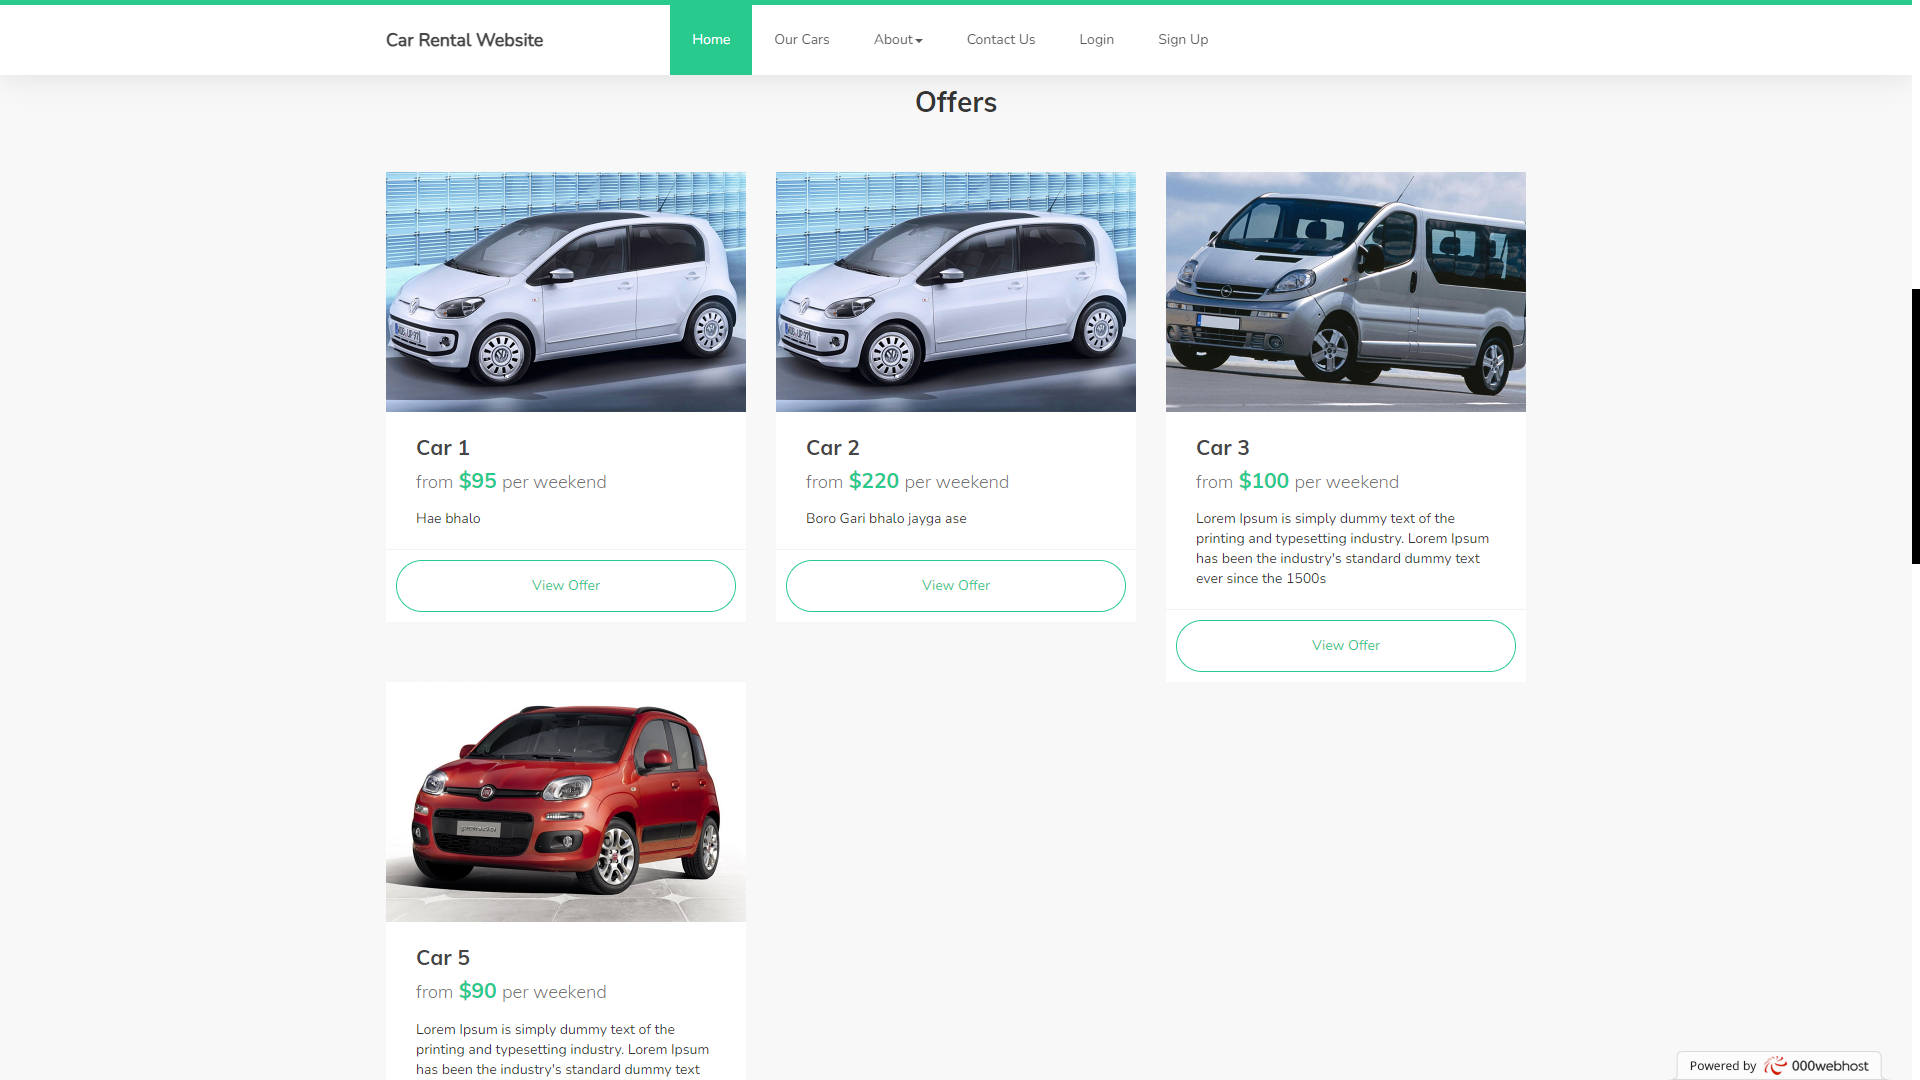 Car Rental Website
Home
Our Cars
About
Contact Us
Login
Sign Up
Offers
Car 1
from $95 per weekend
Hae bhalo
View Offer
Car 2
from $220 per weekend
Boro Gari bhalo jayga ase
View Offer
Car 3
from $100 per weekend
Lorem Ipsum is simply dummy text of the
printing and typesetting industry. Lorem Ipsum
has been the industry's standard dummy text
ever since the 1500s
View Offer
Car 5
from $90 per weekend
Lorem Ipsum is simply dummy text of the
printing and typesetting industry. Lorem Ipsum
has been the industry's standard dummy text
Powered by 000webhost